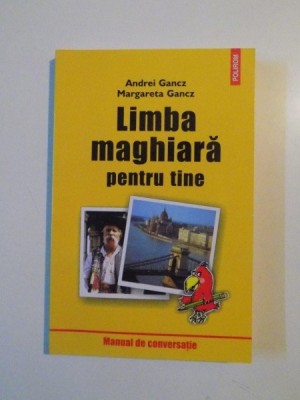 POLIROM
Andrei Gancz
Margareta Gancz
Limba
maghiară
pentru tine
Manual de conversație